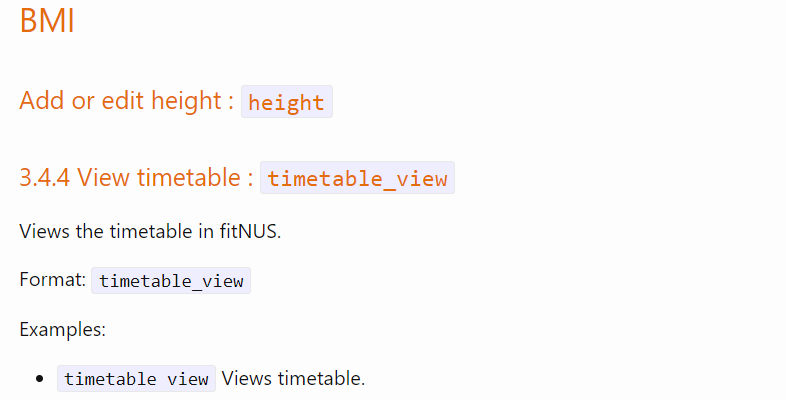 BMI
Add or edit height : height
3.4.4 View timetable : timetable_view
Views the timetable in fitNUS.
Format: timetable_view
Examples:
• timetable view Views timetable.